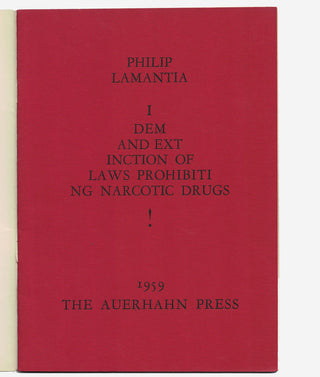 PHILIP
LAMANTIA
I
DEM
AND EXT
INCTION OF
LAWS PROHIBITI
NG NARCOTIC DRUGS
!
1959
THE AUERHAHN PRESS